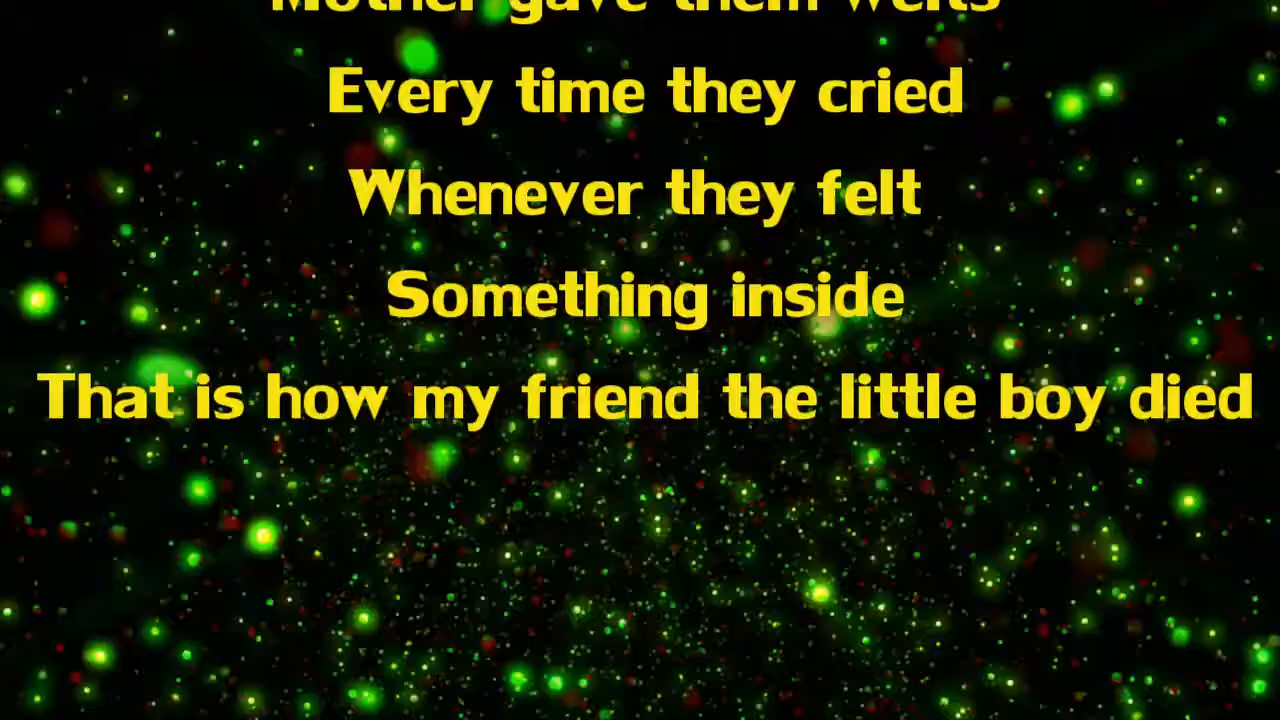 Mother gave them welts
Every time they cried
Whenever they felt
Something inside
That is how my friend the little boy died